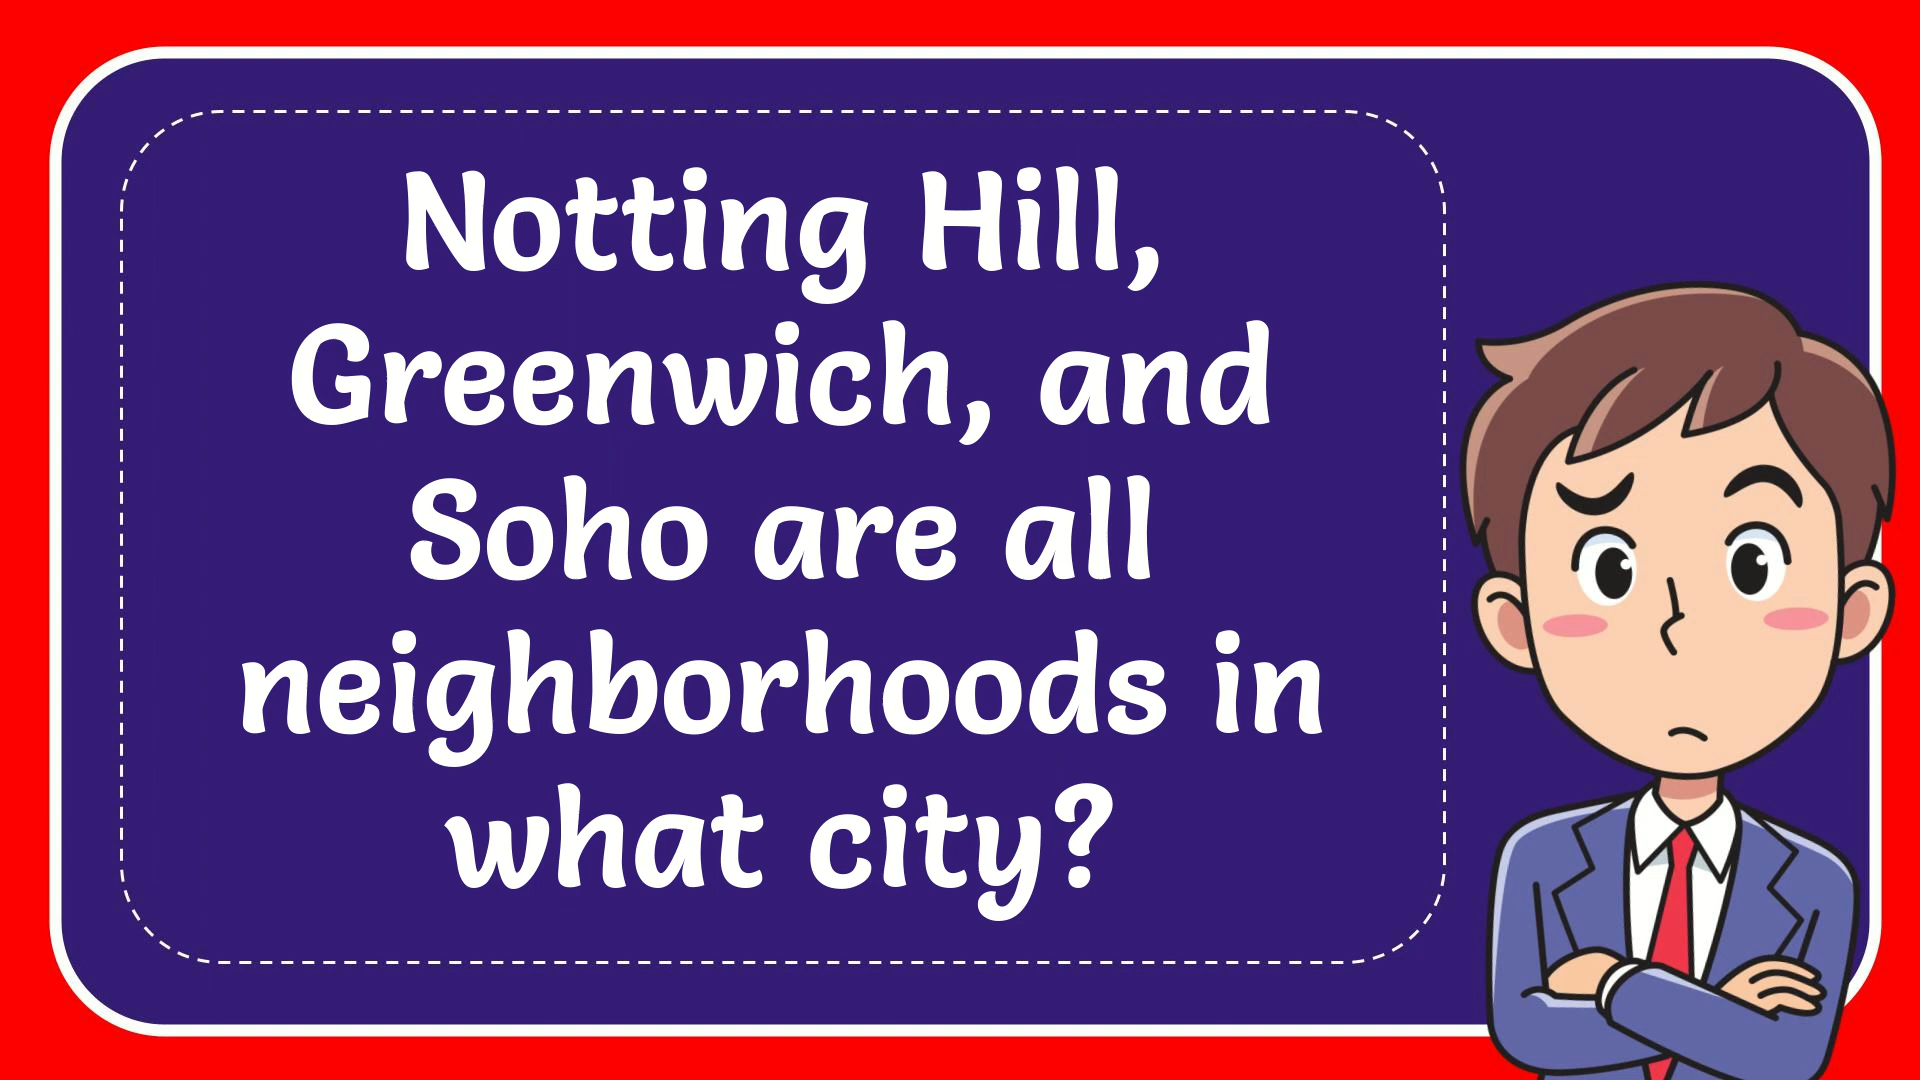 Notting Hill,
Greenwich, and
Soho are all
neighborhoods in
what city?